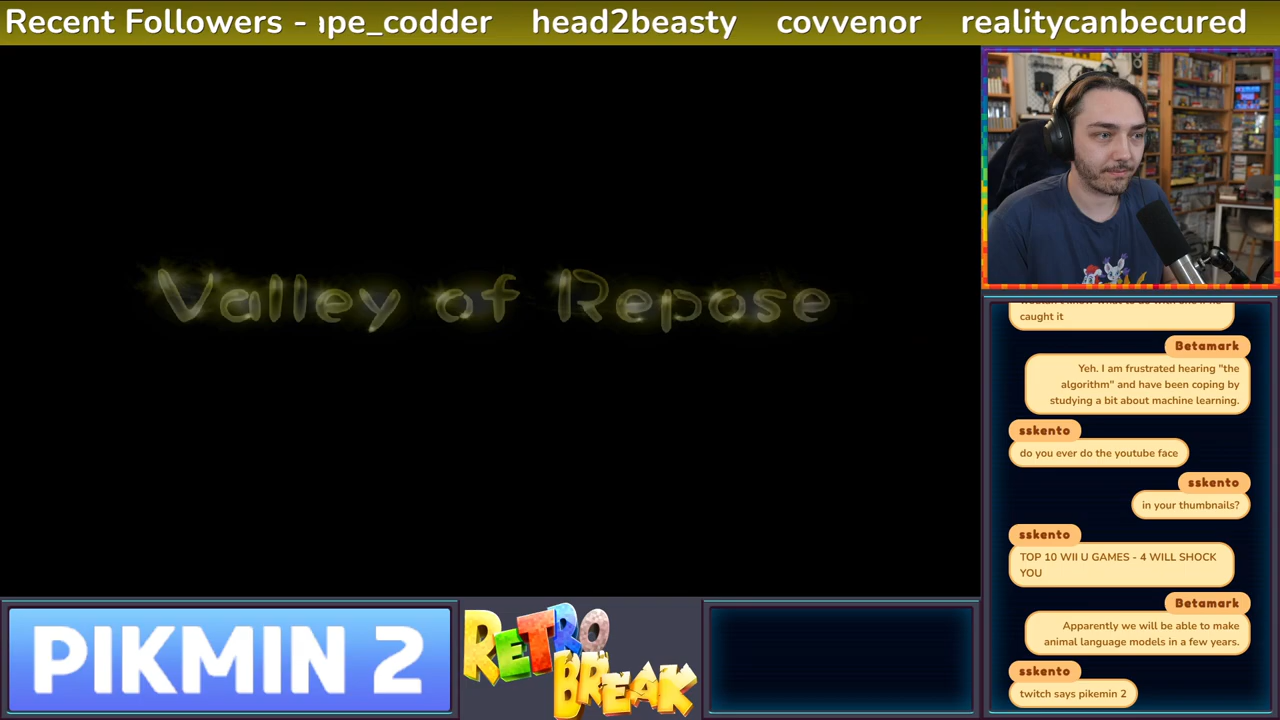 Recent Followers - ape_codder head2beasty covvenor realitycanbecured
Valley of Repose
caught it
Betamark
Yeh. I am frustrated hearing "the
algorithm" and have been coping by
studying a bit about machine learning.
sskento
do you ever do the youtube face
sskento
in your thumbnails?
sskento
TOP 10 WII U GAMES - 4 WILL SHOCK
YOU
Betamark
Apparently we will be able to make
animal language models in a few years.
sskento
twitch says pikemin 2
PIKMIN 2
RETRO
BREAK